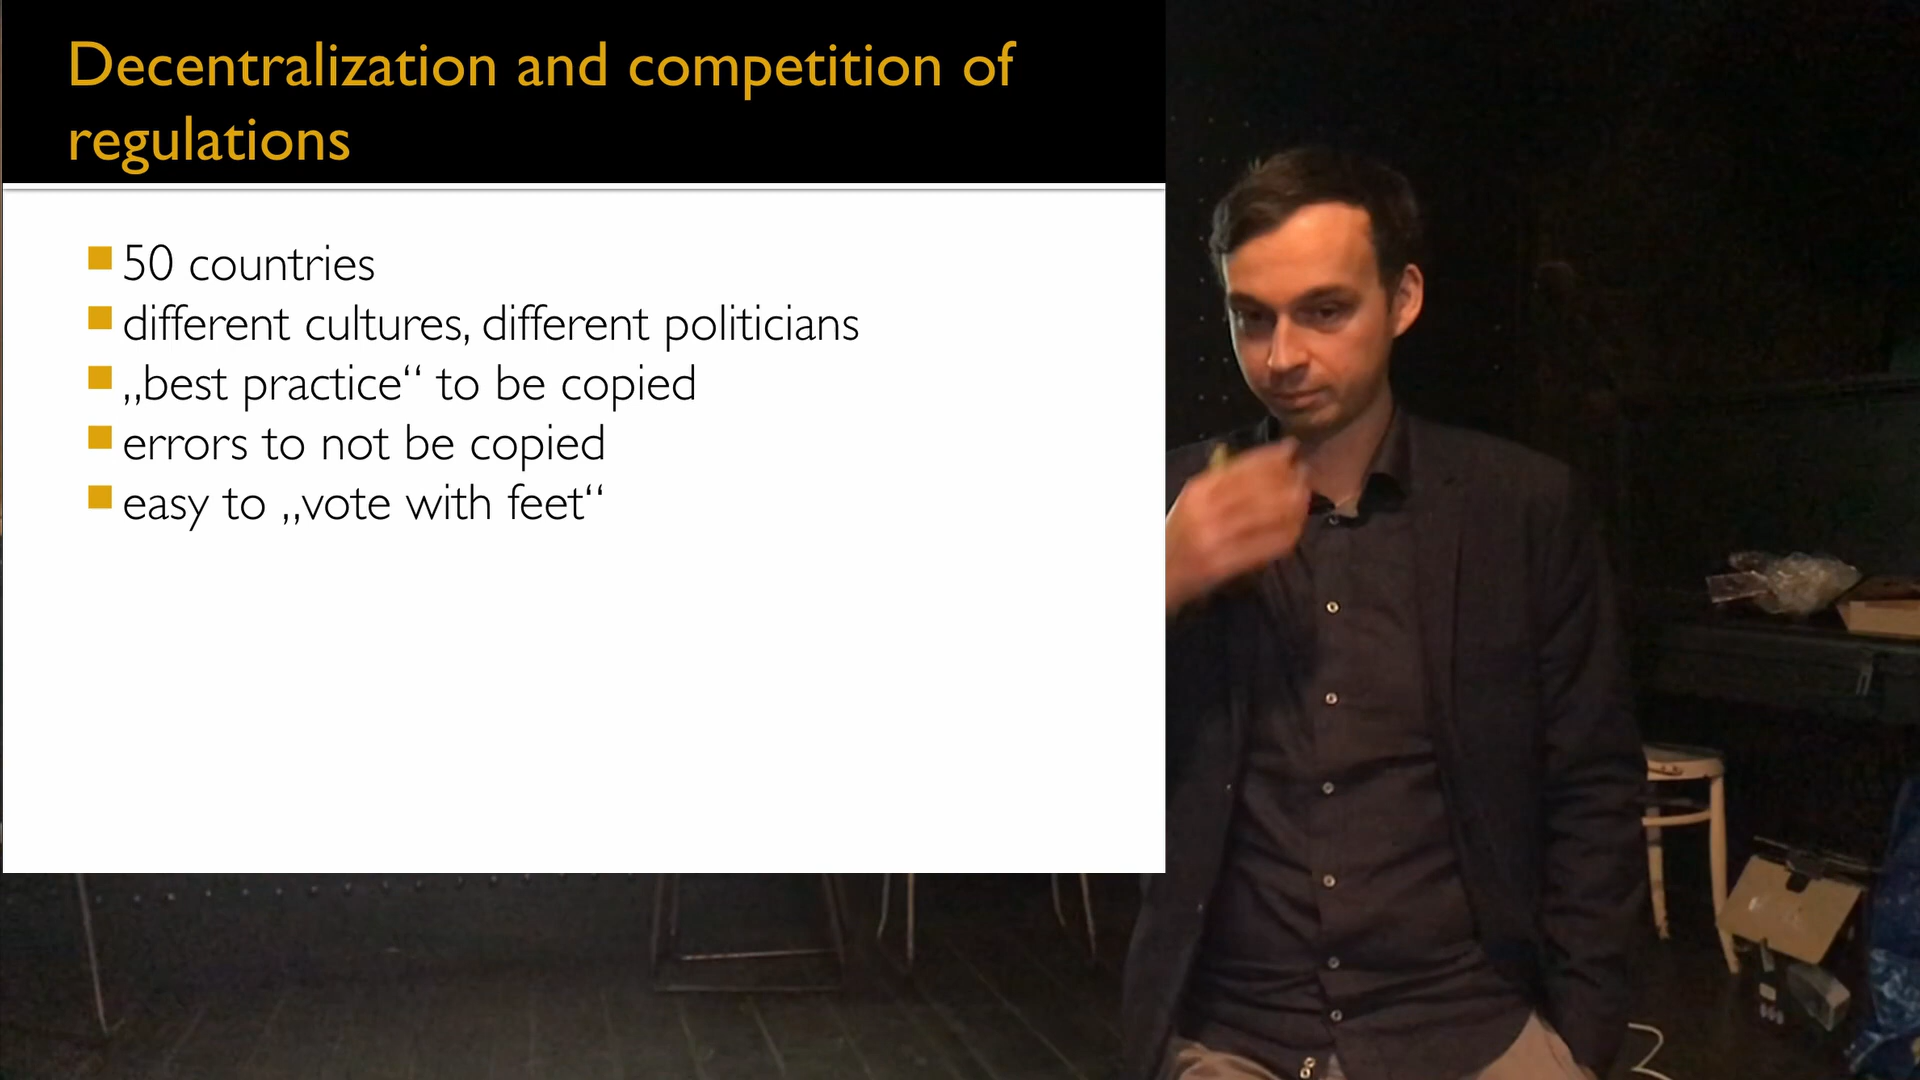 Decentralization and competition of
regulations
50 countries
different cultures, different politicians
„best practice“ to be copied
errors to not be copied
easy to „vote with feet“